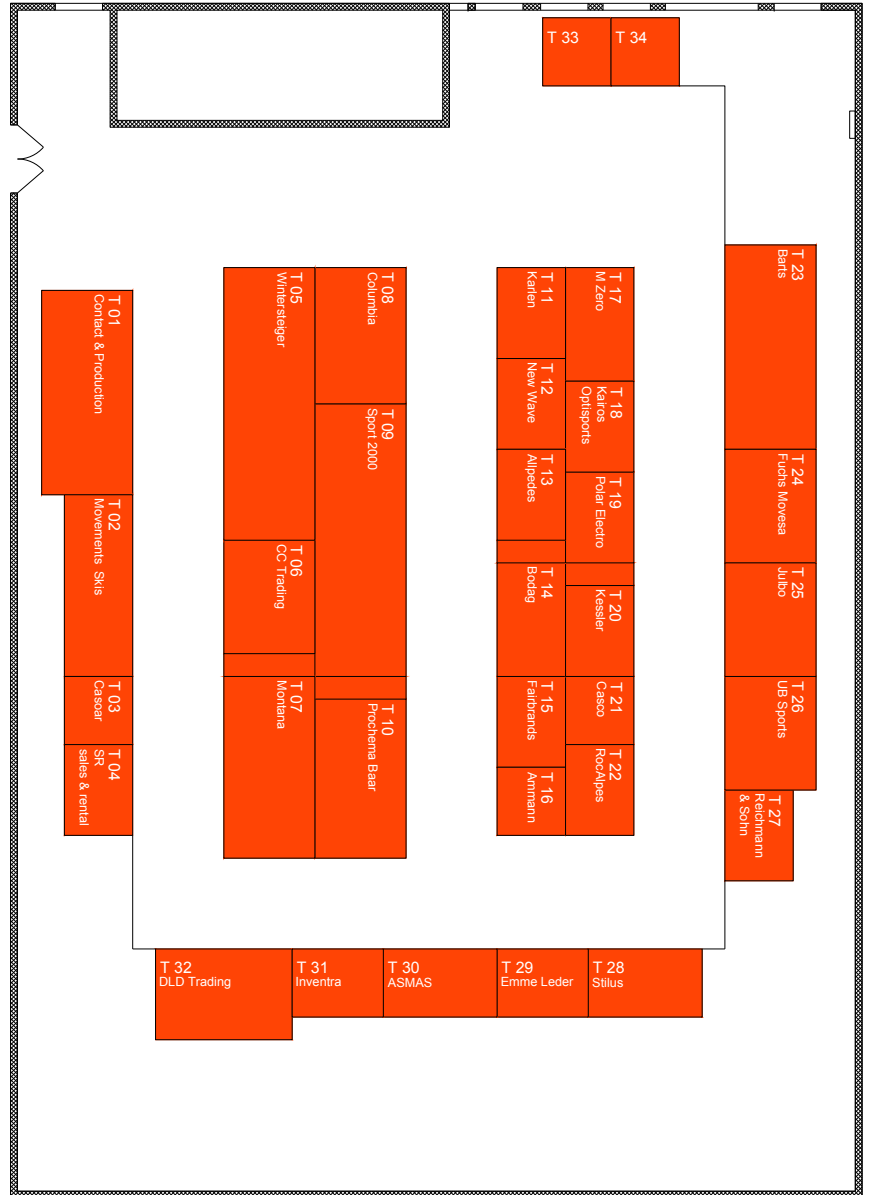 T 33
T 34
T 01
Contact & Production
T 02
Movements Skis
T 03
Casoar
T 04
SR
sales & rental
T 05
Wintersteiger
T 06
CC Trading
T 07
Montana
T 08
Columbia
T 09
Sport 2000
T 10
Prochema Baar
T 11
Karlen
T 12
New Wave
T 13
Allpedes
T 14
Bodag
T 15
Fairbrands
T 16
Ammann
T 17
M Zero
T 18
Kairos
Optisports
T 19
Polar Electro
T 20
Kessler
T 21
Casco
T 22
RocAlpes
T 23
Barts
T 24
Fuchs Movesa
T 25
Julbo
T 26
UB Sports
T 27
Reichmann
& Sohn
T 32
DLD Trading
T 31
Inventra
T 30
ASMAS
T 29
Emme Leder
T 28
Stilus